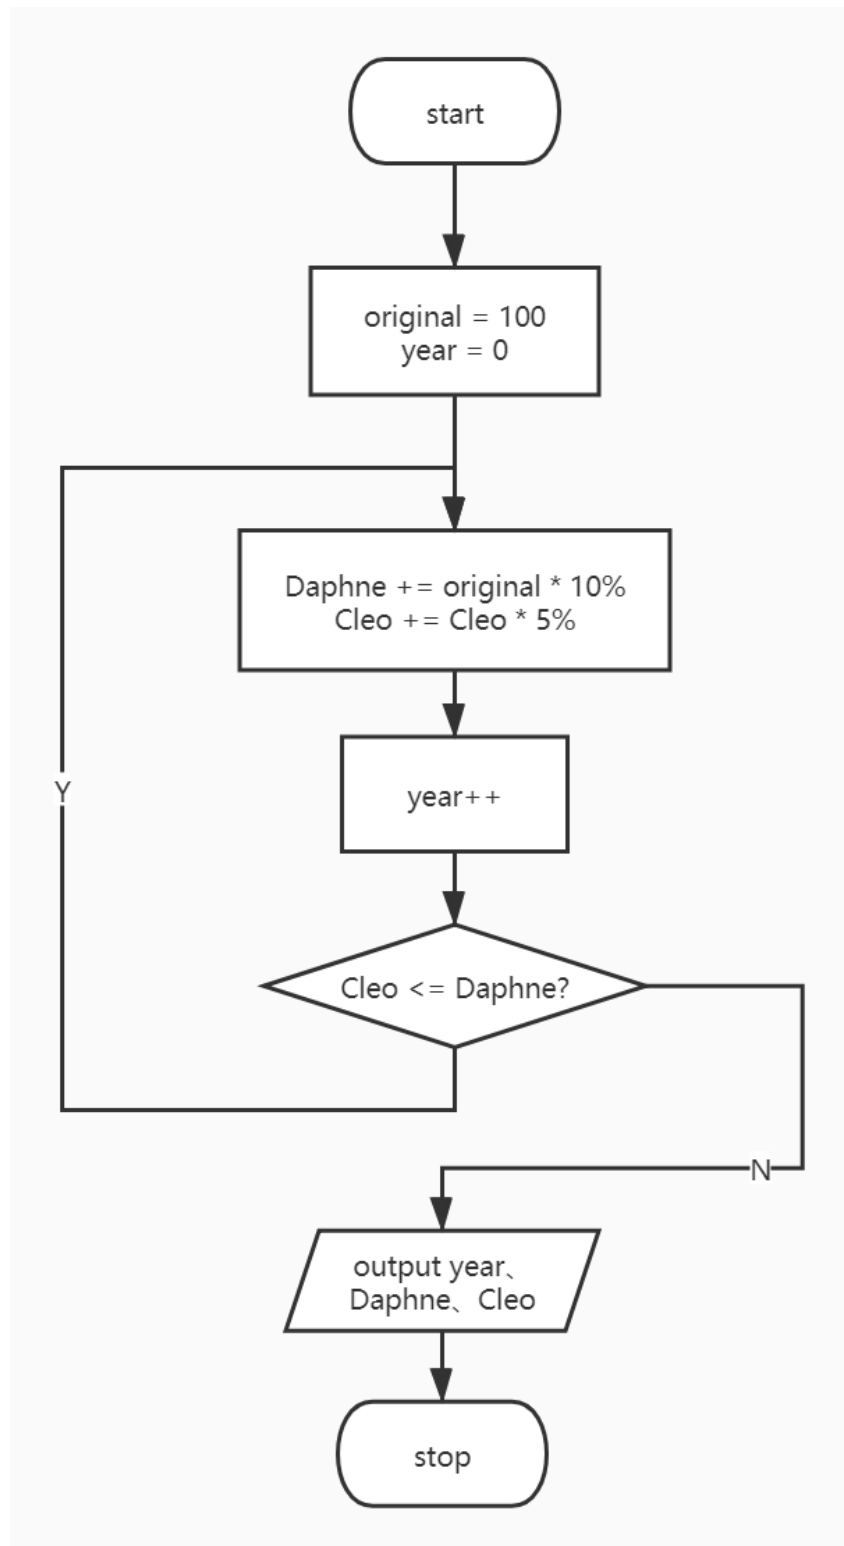 start
original = 100
year = 0
Daphne += original * 10%
Cleo += Cleo * 5%
year++
Y
Cleo <= Daphne?
N
output year、
Daphne、Cleo
stop